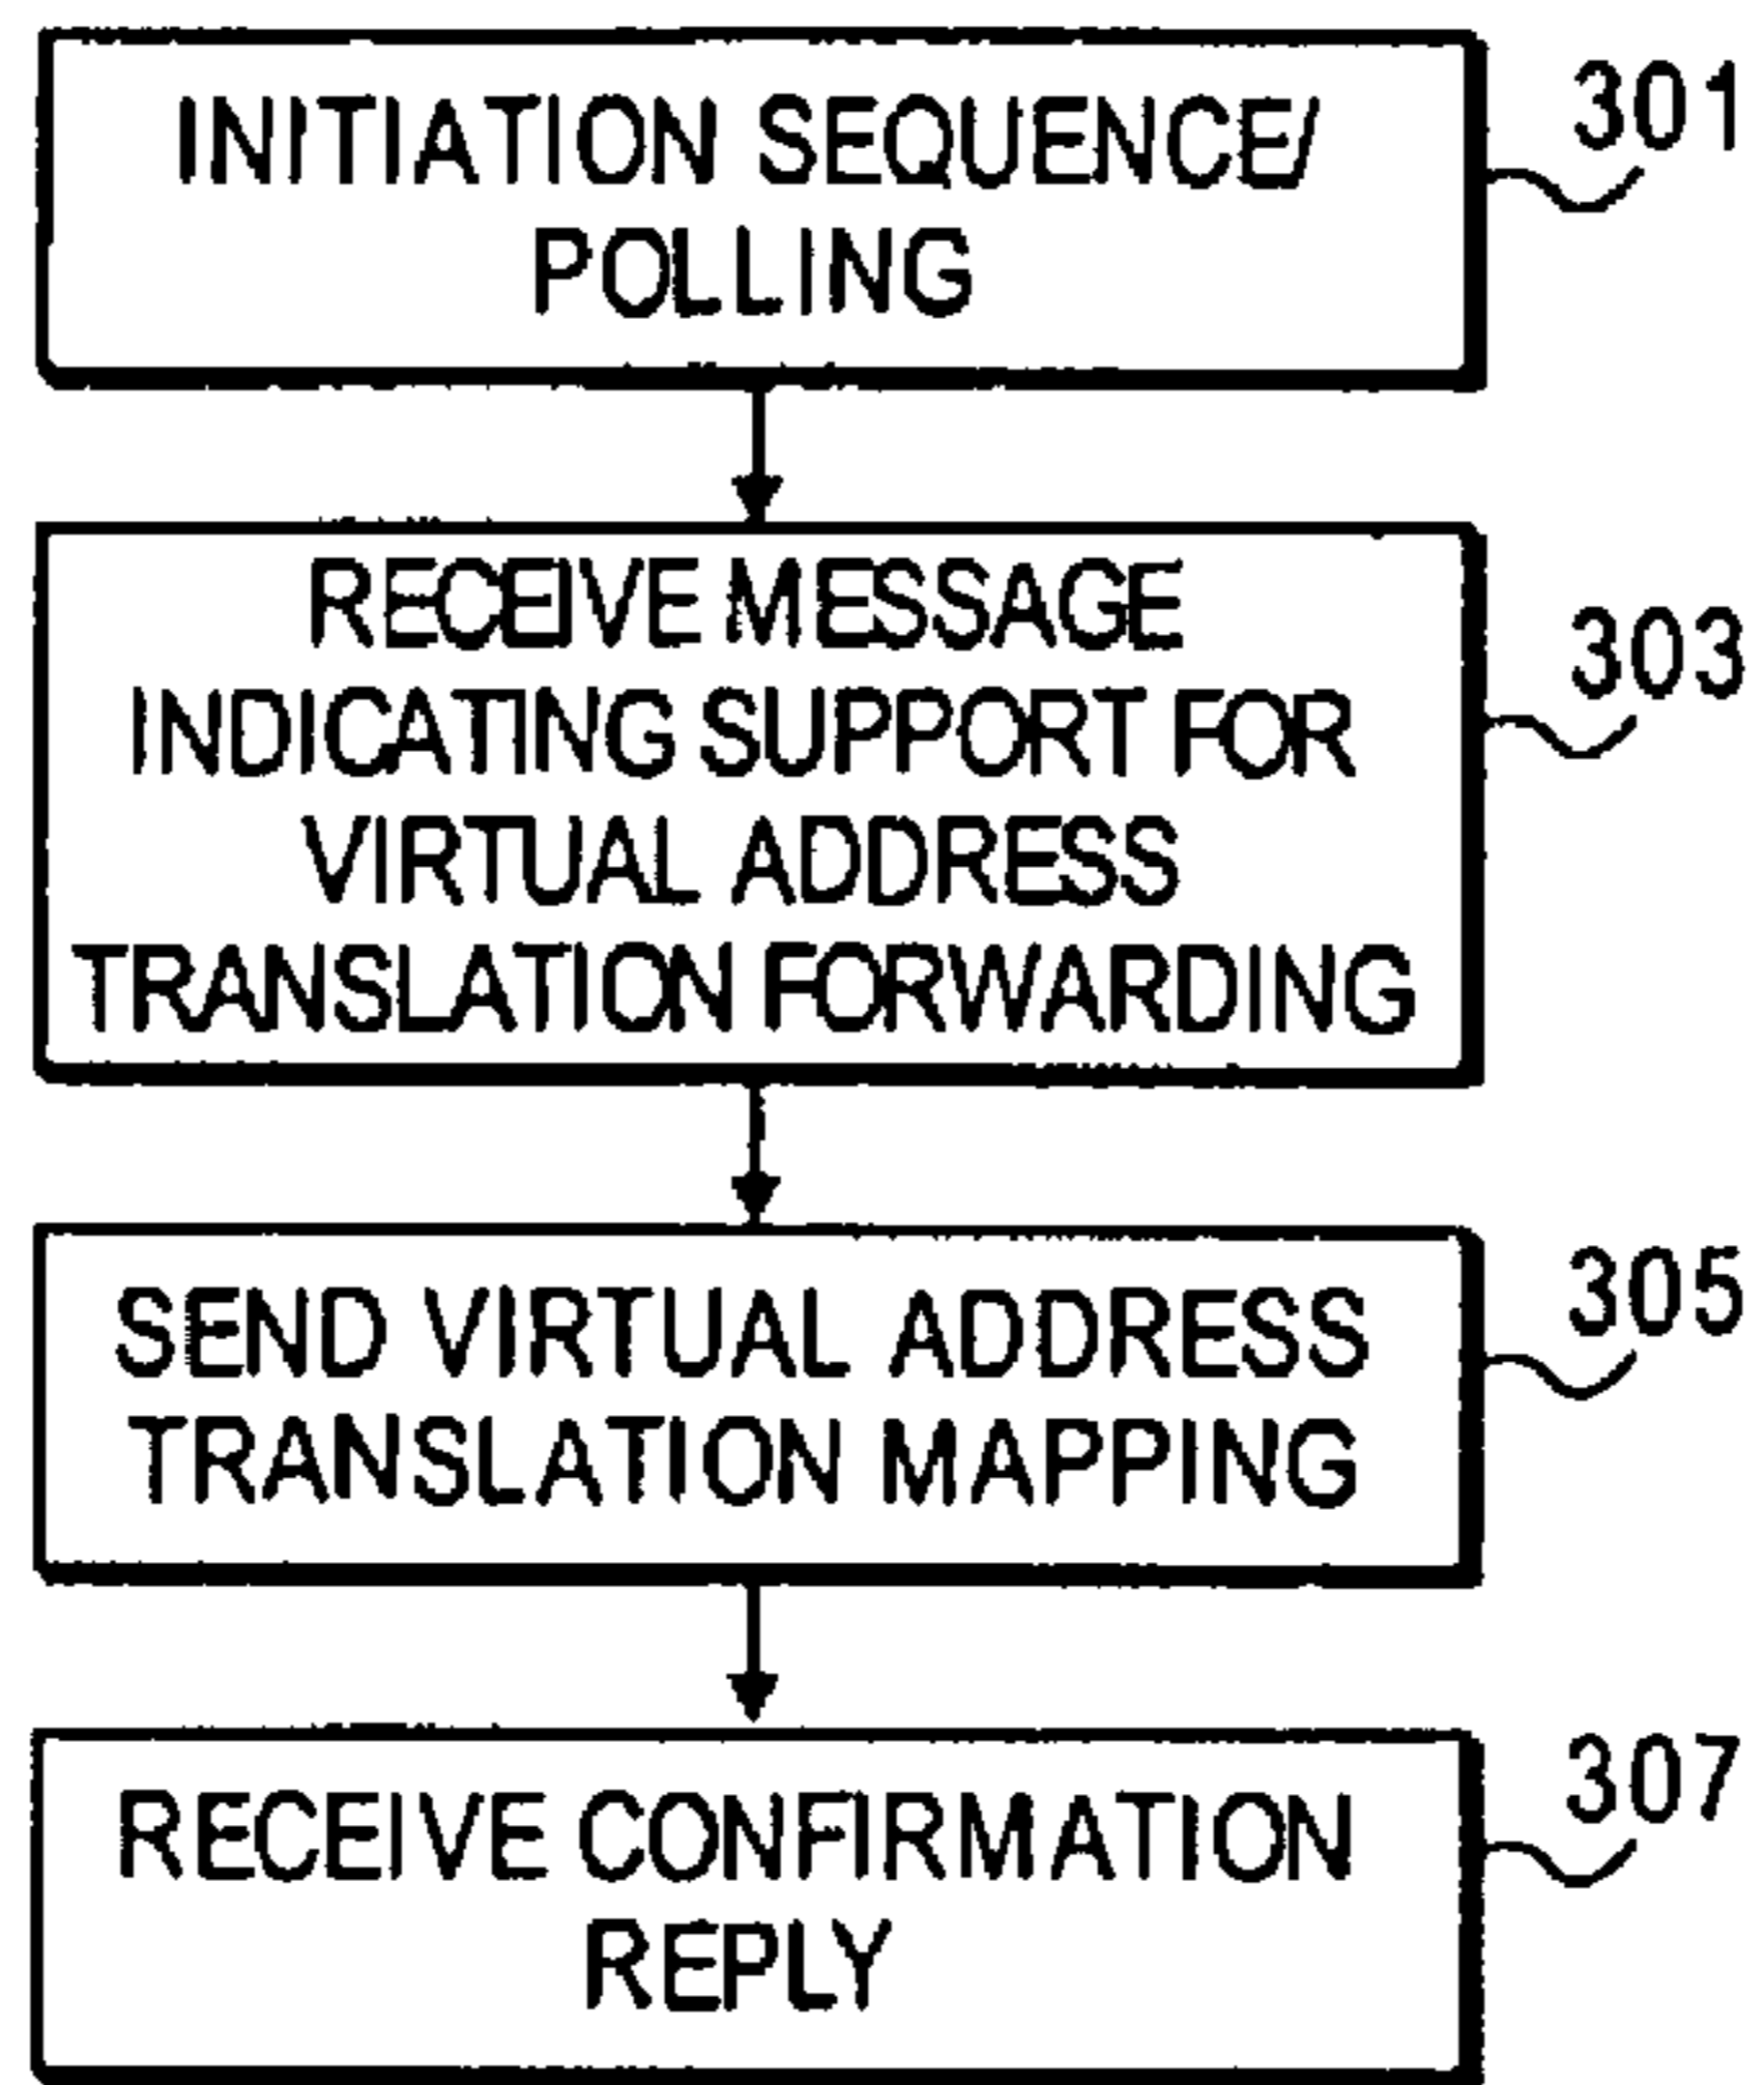 INITIATION SEQUENCE/
POLLING
301
RECEIVE MESSAGE
INDICATING SUPPORT FOR
VIRTUAL ADDRESS
TRANSLATION FORWARDING
303
SEND VIRTUAL ADDRESS
TRANSLATION MAPPING
305
RECEIVE CONFIRMATION
REPLY
307